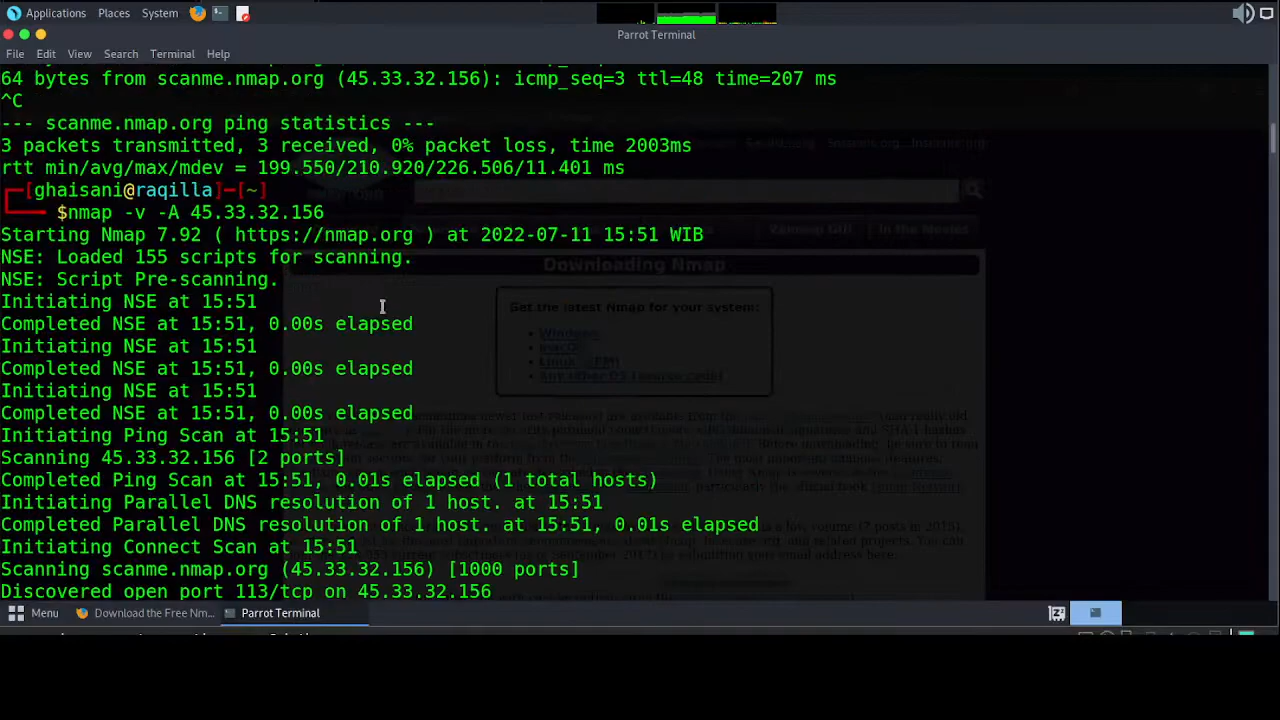 Applications Places System
Parrot Terminal
File Edit View Search Terminal Help
64 bytes from scanme.nmap.org (45.33.32.156): icmp_seq=3 ttl=48 time=207 ms
^C
--- scanme.nmap.org ping statistics ---
3 packets transmitted, 3 received, 0% packet loss, time 2003ms
rtt min/avg/max/mdev = 199.550/210.920/226.506/11.401 ms
[ghaisani@raqilla]-[~]
$nmap -v -A 45.33.32.156
Starting Nmap 7.92 ( https://nmap.org ) at 2022-07-11 15:51 WIB
NSE: Loaded 155 scripts for scanning.
NSE: Script Pre-scanning.
Initiating NSE at 15:51
Completed NSE at 15:51, 0.00s elapsed
Initiating NSE at 15:51
Completed NSE at 15:51, 0.00s elapsed
Initiating NSE at 15:51
Completed NSE at 15:51, 0.00s elapsed
Initiating Ping Scan at 15:51
Scanning 45.33.32.156 [2 ports]
Completed Ping Scan at 15:51, 0.01s elapsed (1 total hosts)
Initiating Parallel DNS resolution of 1 host. at 15:51
Completed Parallel DNS resolution of 1 host. at 15:51, 0.01s elapsed
Initiating Connect Scan at 15:51
Scanning scanme.nmap.org (45.33.32.156) [1000 ports]
Discovered open port 113/tcp on 45.33.32.156
Downloading Nmap
Get the latest Nmap for your system:
Windows
macOS
Any other OS (source code)
Menu Download the Free Nm... Parrot Terminal